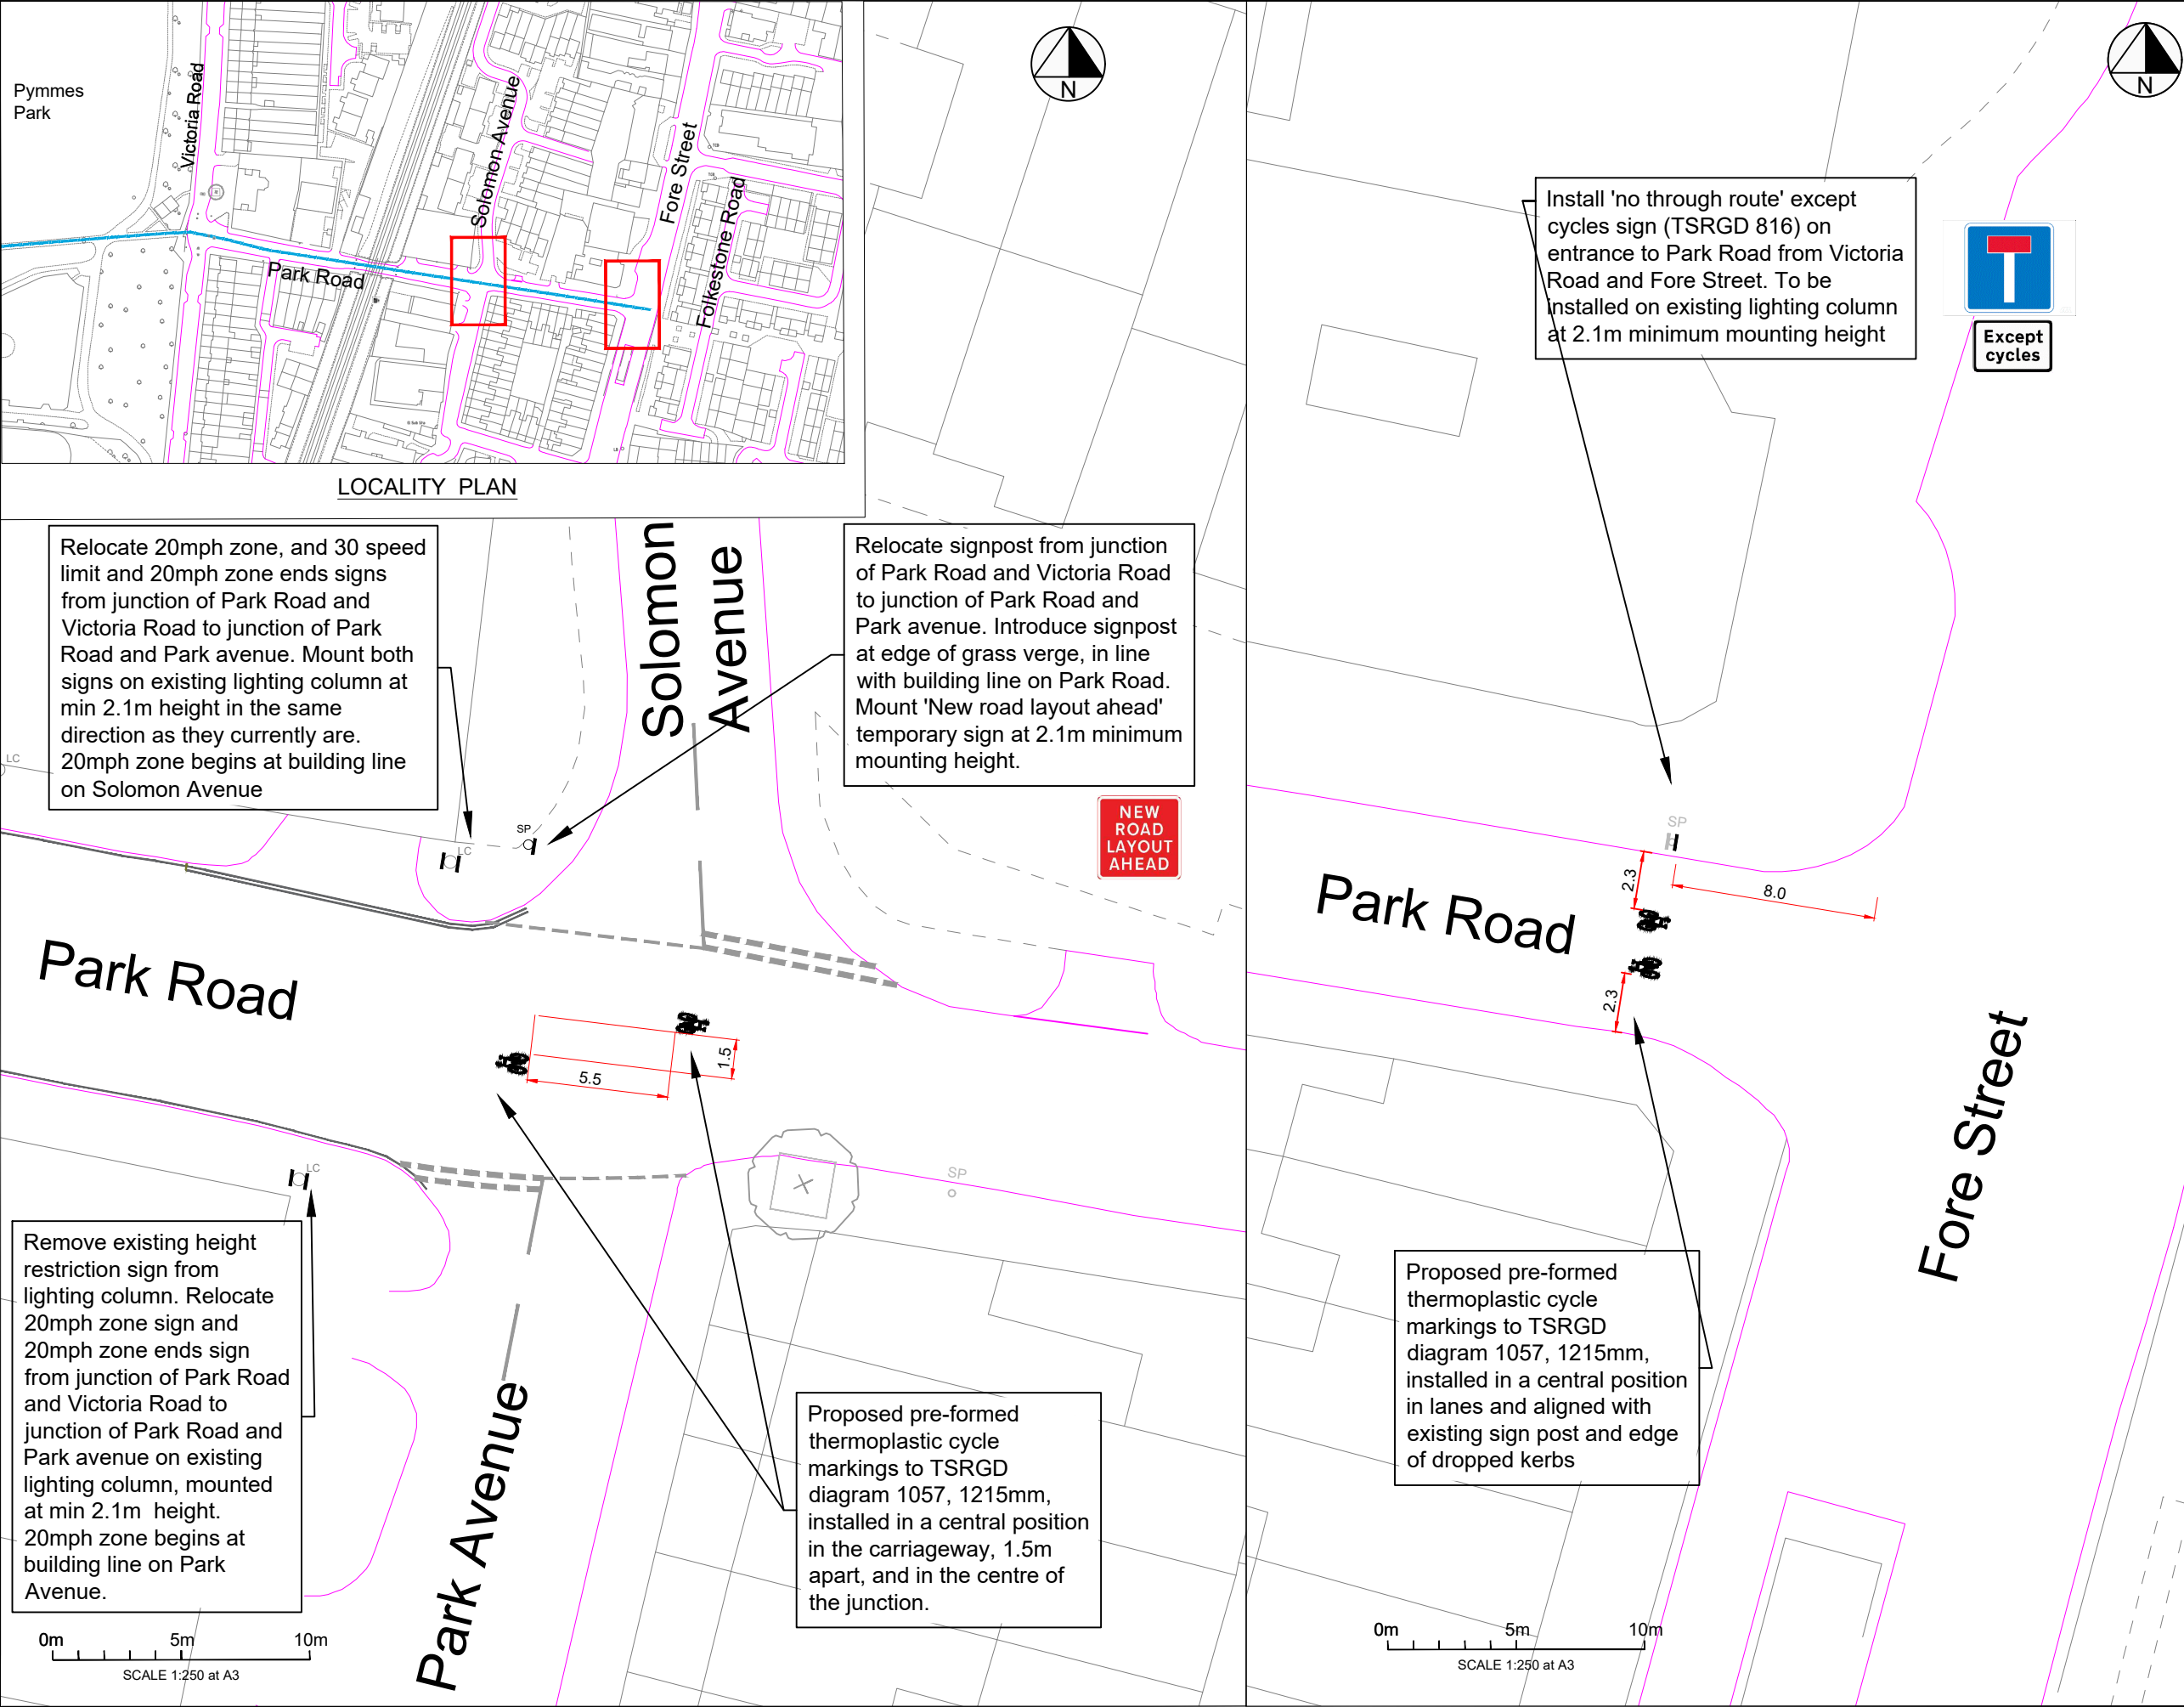 Pymmes
Park
Victoria Road
Solomon Avenue
Fore Street
Folkestone Road
Park Road
LOCALITY PLAN
N
Relocate 20mph zone, and 30 speed
limit and 20mph zone ends signs
from junction of Park Road and
Victoria Road to junction of Park
Road and Park avenue. Mount both
signs on existing lighting column at
min 2.1m height in the same
direction as they currently are.
20mph zone begins at building line
on Solomon Avenue
Solomon
Avenue
Relocate signpost from junction
of Park Road and Victoria Road
to junction of Park Road and
Park avenue. Introduce signpost
at edge of grass verge, in line
with building line on Park Road.
Mount 'New road layout ahead'
temporary sign at 2.1m minimum
mounting height.
NEW
ROAD
LAYOUT
AHEAD
LC
LC
SP
Park Road
5.5
1.5
LC
SP
Remove existing height
restriction sign from
lighting column. Relocate
20mph zone sign and
20mph zone ends sign
from junction of Park Road
and Victoria Road to
junction of Park Road and
Park avenue on existing
lighting column, mounted
at min 2.1m height.
20mph zone begins at
building line on Park
Avenue.
Park Avenue
Proposed pre-formed
thermoplastic cycle
markings to TSRGD
diagram 1057, 1215mm,
installed in a central position
in the carriageway, 1.5m
apart, and in the centre of
the junction.
0m 5m 10m
SCALE 1:250 at A3
N
Install 'no through route' except
cycles sign (TSRGD 816) on
entrance to Park Road from Victoria
Road and Fore Street. To be
installed on existing lighting column
at 2.1m minimum mounting height
Except
cycles
SP
2.3
8.0
2.3
Park Road
Fore Street
Proposed pre-formed
thermoplastic cycle
markings to TSRGD
diagram 1057, 1215mm,
installed in a central position
in lanes and aligned with
existing sign post and edge
of dropped kerbs
0m 5m 10m
SCALE 1:250 at A3